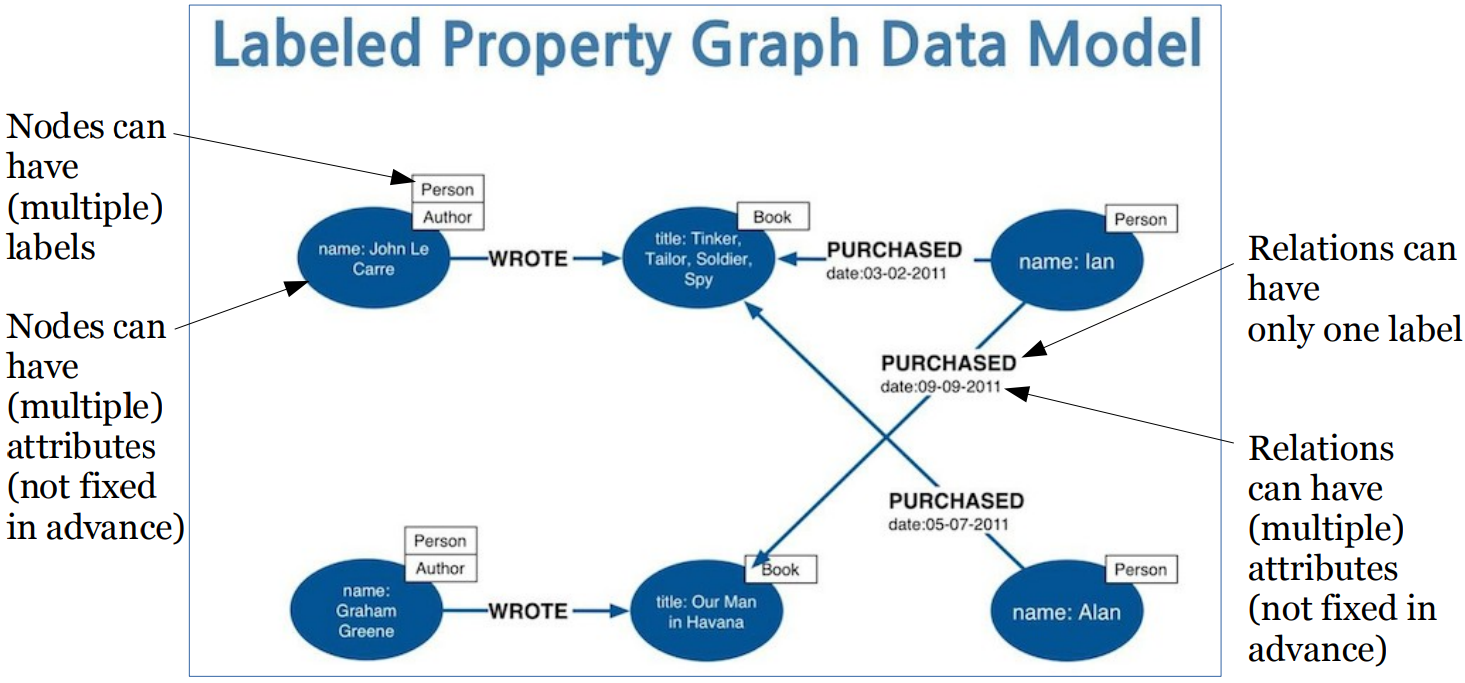 Labeled Property Graph Data Model
Nodes can
have
(multiple)
labels
Nodes can
have
(multiple)
attributes
(not fixed
in advance)
Person
Author
name: John Le
Carre
WROTE
Book
title: Tinker,
Tailor, Soldier,
Spy
PURCHASED
date:03-02-2011
Person
name: Ian
PURCHASED
date:09-09-2011
PURCHASED
date:05-07-2011
Person
Author
name:
Graham
Greene
WROTE
Book
title: Our Man
in Havana
Person
name: Alan
Relations can
have
only one label
Relations
can have
(multiple)
attributes
(not fixed in
advance)